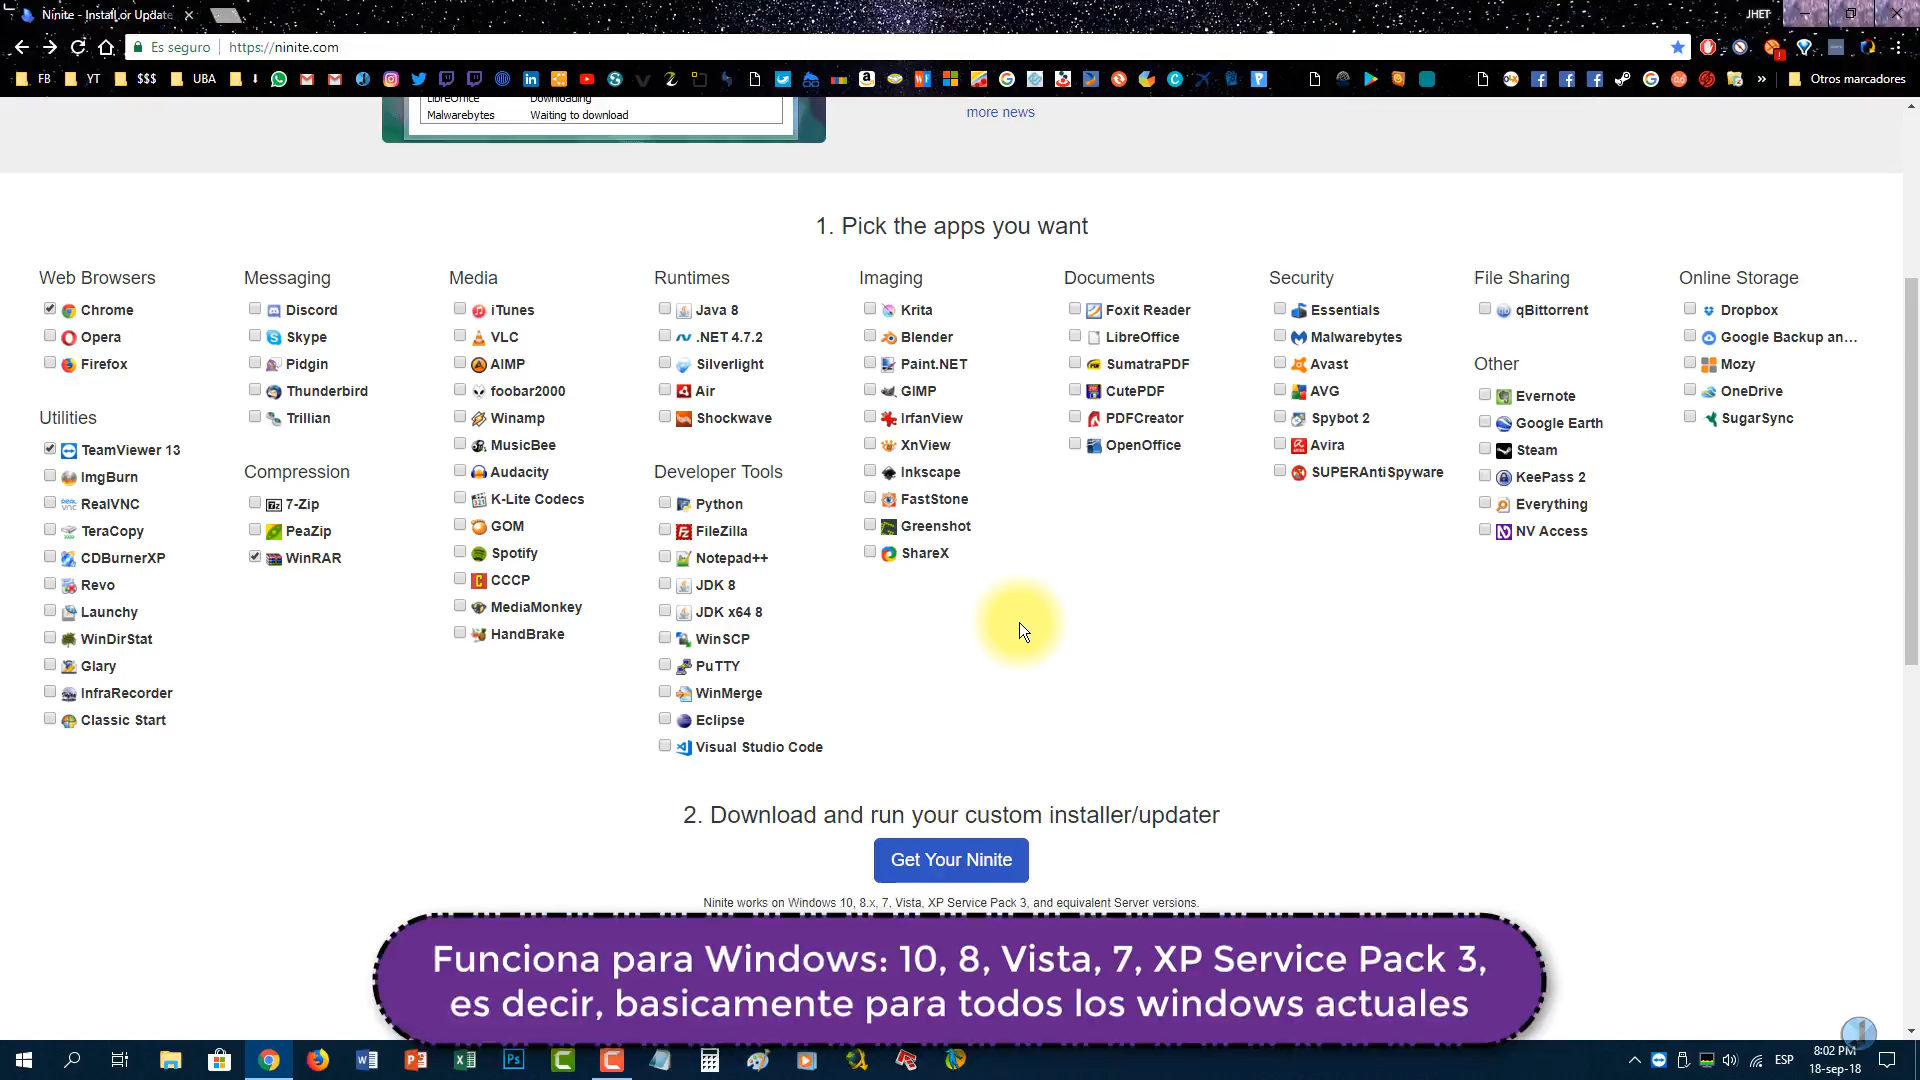 Ninite - Install or Update
JHET
Es seguro
https://ninite.com
FB
YT
$$$
UBA
Otros marcadores
LibreOffice Downloading
Malwarebytes Waiting to download
more news
1. Pick the apps you want
Web Browsers
Chrome
Opera
Firefox
Utilities
TeamViewer 13
ImgBurn
RealVNC
TeraCopy
CDBurnerXP
Revo
Launchy
WinDirStat
Glary
InfraRecorder
Classic Start
Messaging
Discord
Skype
Pidgin
Thunderbird
Trillian
Compression
7-Zip
PeaZip
WinRAR
Media
iTunes
VLC
AIMP
foobar2000
Winamp
MusicBee
Audacity
K-Lite Codecs
GOM
Spotify
CCCP
MediaMonkey
HandBrake
Runtimes
Java 8
.NET 4.7.2
Silverlight
Air
Shockwave
Developer Tools
Python
FileZilla
Notepad++
JDK 8
JDK x64 8
WinSCP
PuTTY
WinMerge
Eclipse
Visual Studio Code
Imaging
Krita
Blender
Paint.NET
GIMP
IrfanView
XnView
Inkscape
FastStone
Greenshot
ShareX
Documents
Foxit Reader
LibreOffice
SumatraPDF
CutePDF
PDFCreator
OpenOffice
Security
Essentials
Malwarebytes
Avast
AVG
Spybot 2
Avira
SUPERAntiSpyware
File Sharing
qBittorrent
Other
Evernote
Google Earth
Steam
KeePass 2
Everything
NV Access
Online Storage
Dropbox
Google Backup an...
Mozy
OneDrive
SugarSync
2. Download and run your custom installer/updater
Get Your Ninite
Ninite works on Windows 10, 8.x, 7, Vista, XP Service Pack 3, and equivalent Server versions.
Funciona para Windows: 10, 8, Vista, 7, XP Service Pack 3,
es decir, basicamente para todos los windows actuales
ESP
8:02 PM
18-sep-18